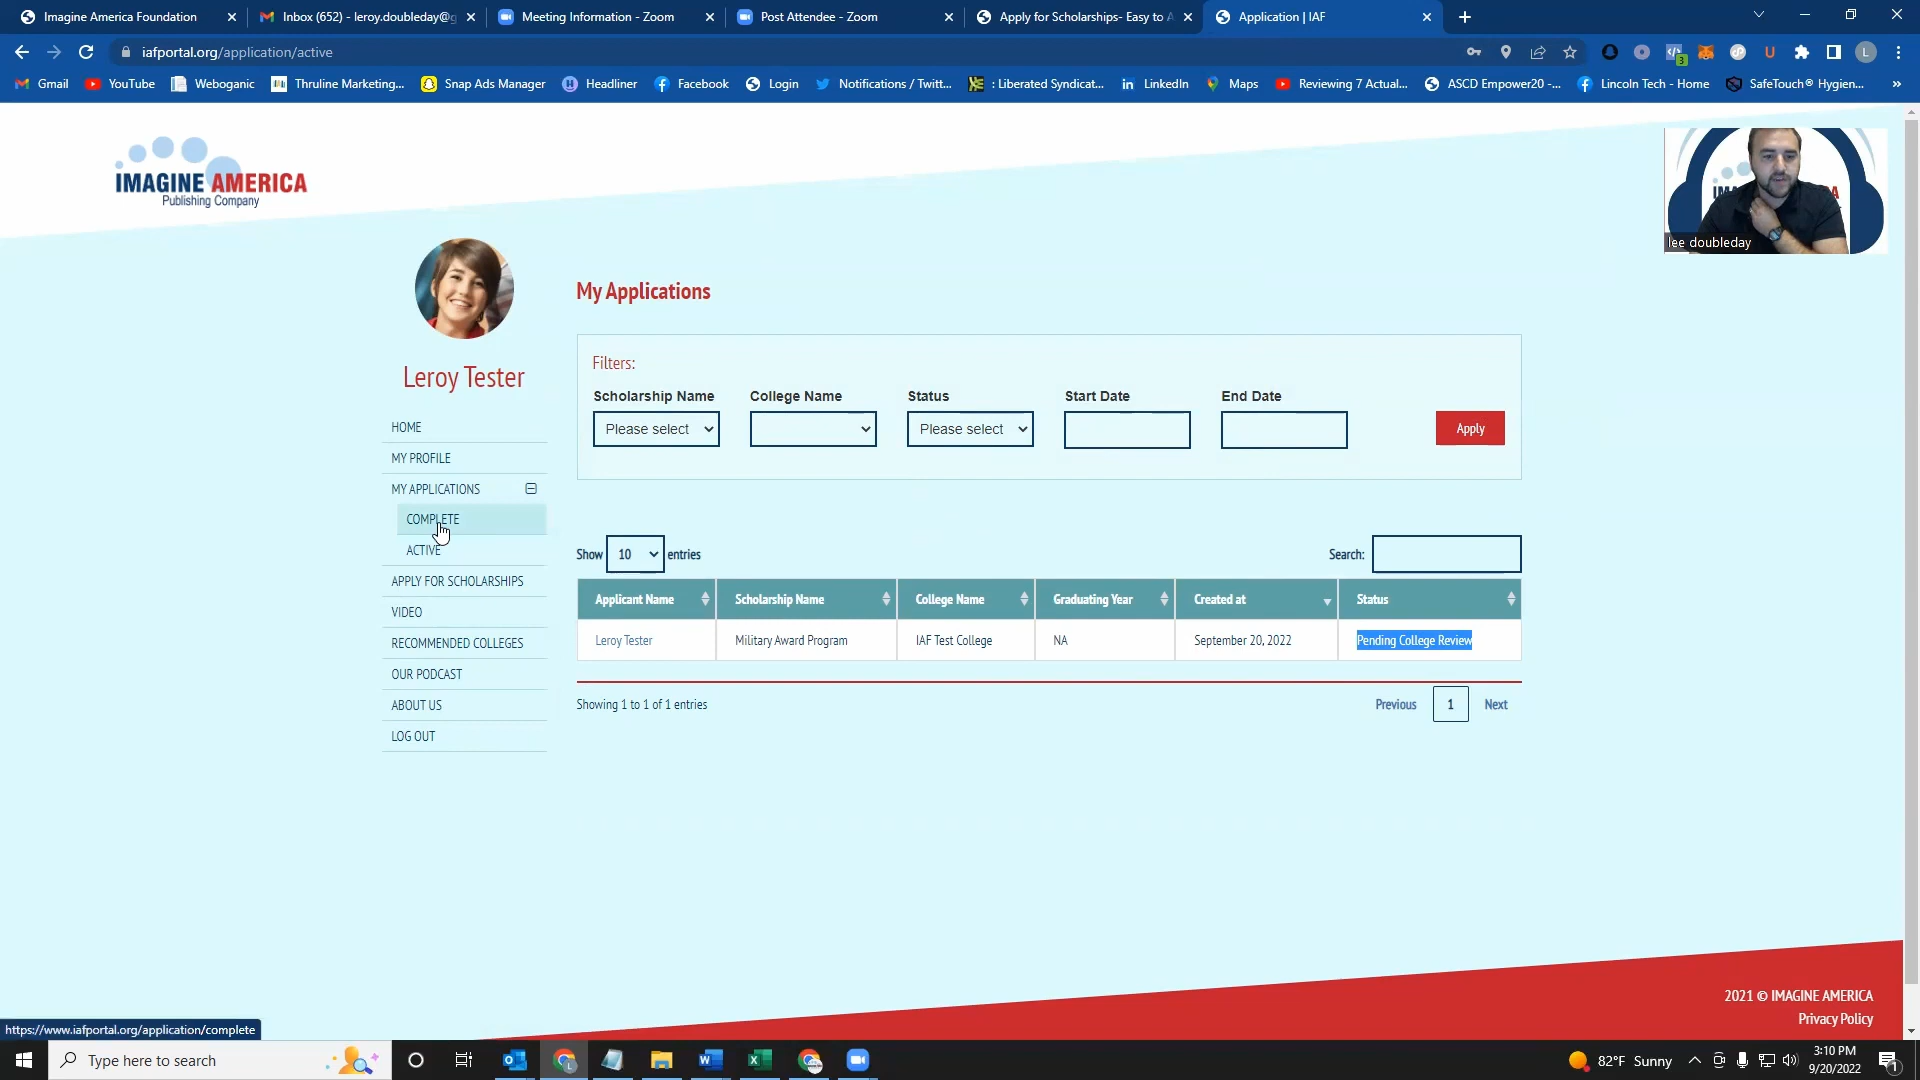 Imagine America Foundation
Inbox (652) - leroy.doubleday@g
Meeting Information - Zoom
Post Attendee - Zoom
Apply for Scholarships- Easy to A
Application | IAF
iafportal.org/application/active
3
L
Gmail
YouTube
Weboganic
Thruline Marketing...
Snap Ads Manager
Headliner
Facebook
Login
Notifications / Twitt...
: Liberated Syndicat...
LinkedIn
Maps
Reviewing 7 Actual...
ASCD Empower20 -...
Lincoln Tech - Home
SafeTouch® Hygien...
IMAGINE AMERICA
Publishing Company
lee doubleday
Leroy Tester
HOME
MY PROFILE
MY APPLICATIONS
COMPLETE
ACTIVE
APPLY FOR SCHOLARSHIPS
VIDEO
RECOMMENDED COLLEGES
OUR PODCAST
ABOUT US
LOG OUT
My Applications
Filters:
Scholarship Name College Name Status Start Date End Date
Please select Please select Apply
Show 10 entries Search:
Applicant Name Scholarship Name College Name Graduating Year Created at Status
Leroy Tester Military Award Program IAF Test College NA September 20, 2022 Pending College Review
Showing 1 to 1 of 1 entries Previous 1 Next
2021 © IMAGINE AMERICA
Privacy Policy
https://www.iafportal.org/application/complete
Type here to search
82°F Sunny
3:10 PM
9/20/2022
1